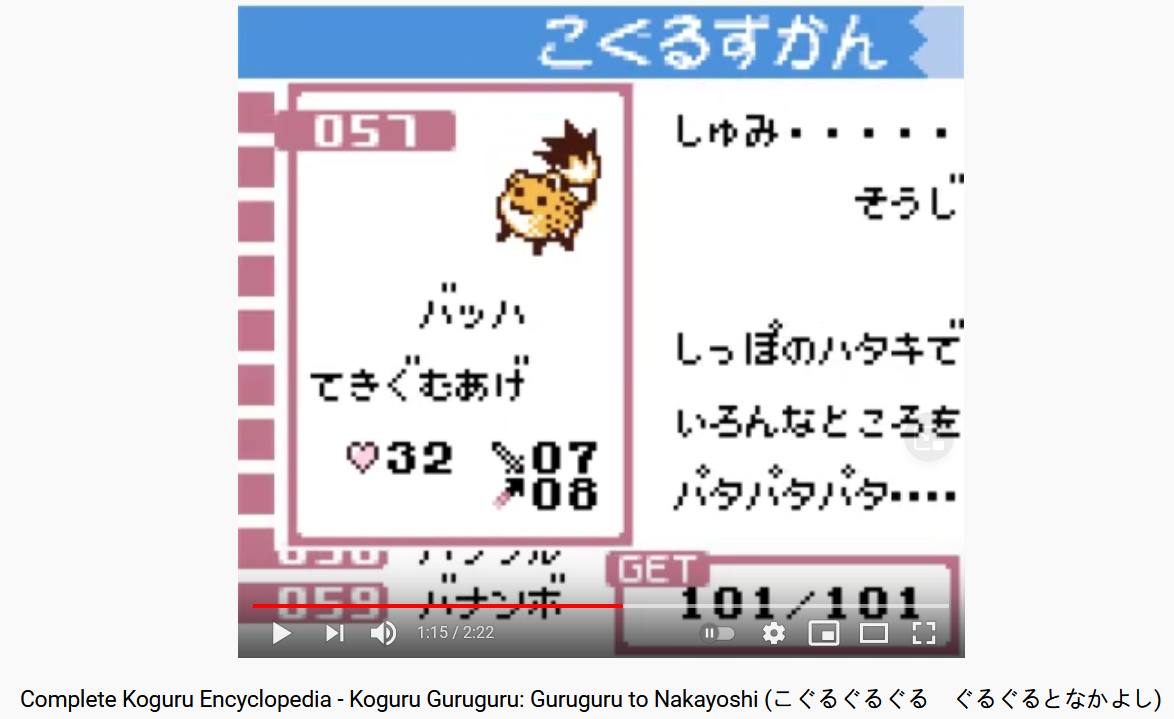 こぐるずかん
057
しゅみ・・・・・
そうじ
バッハ
しっぽのハタキで
てきぐむあげ
いろんなところを
♥32 07
08
パタパタパタ・・・・
GET
059 バナンボ
101/101
1:15 / 2:22
Complete Koguru Encyclopedia - Koguru Guruguru: Guruguru to Nakayoshi (こぐるぐるぐる　ぐるぐるとなかよし)